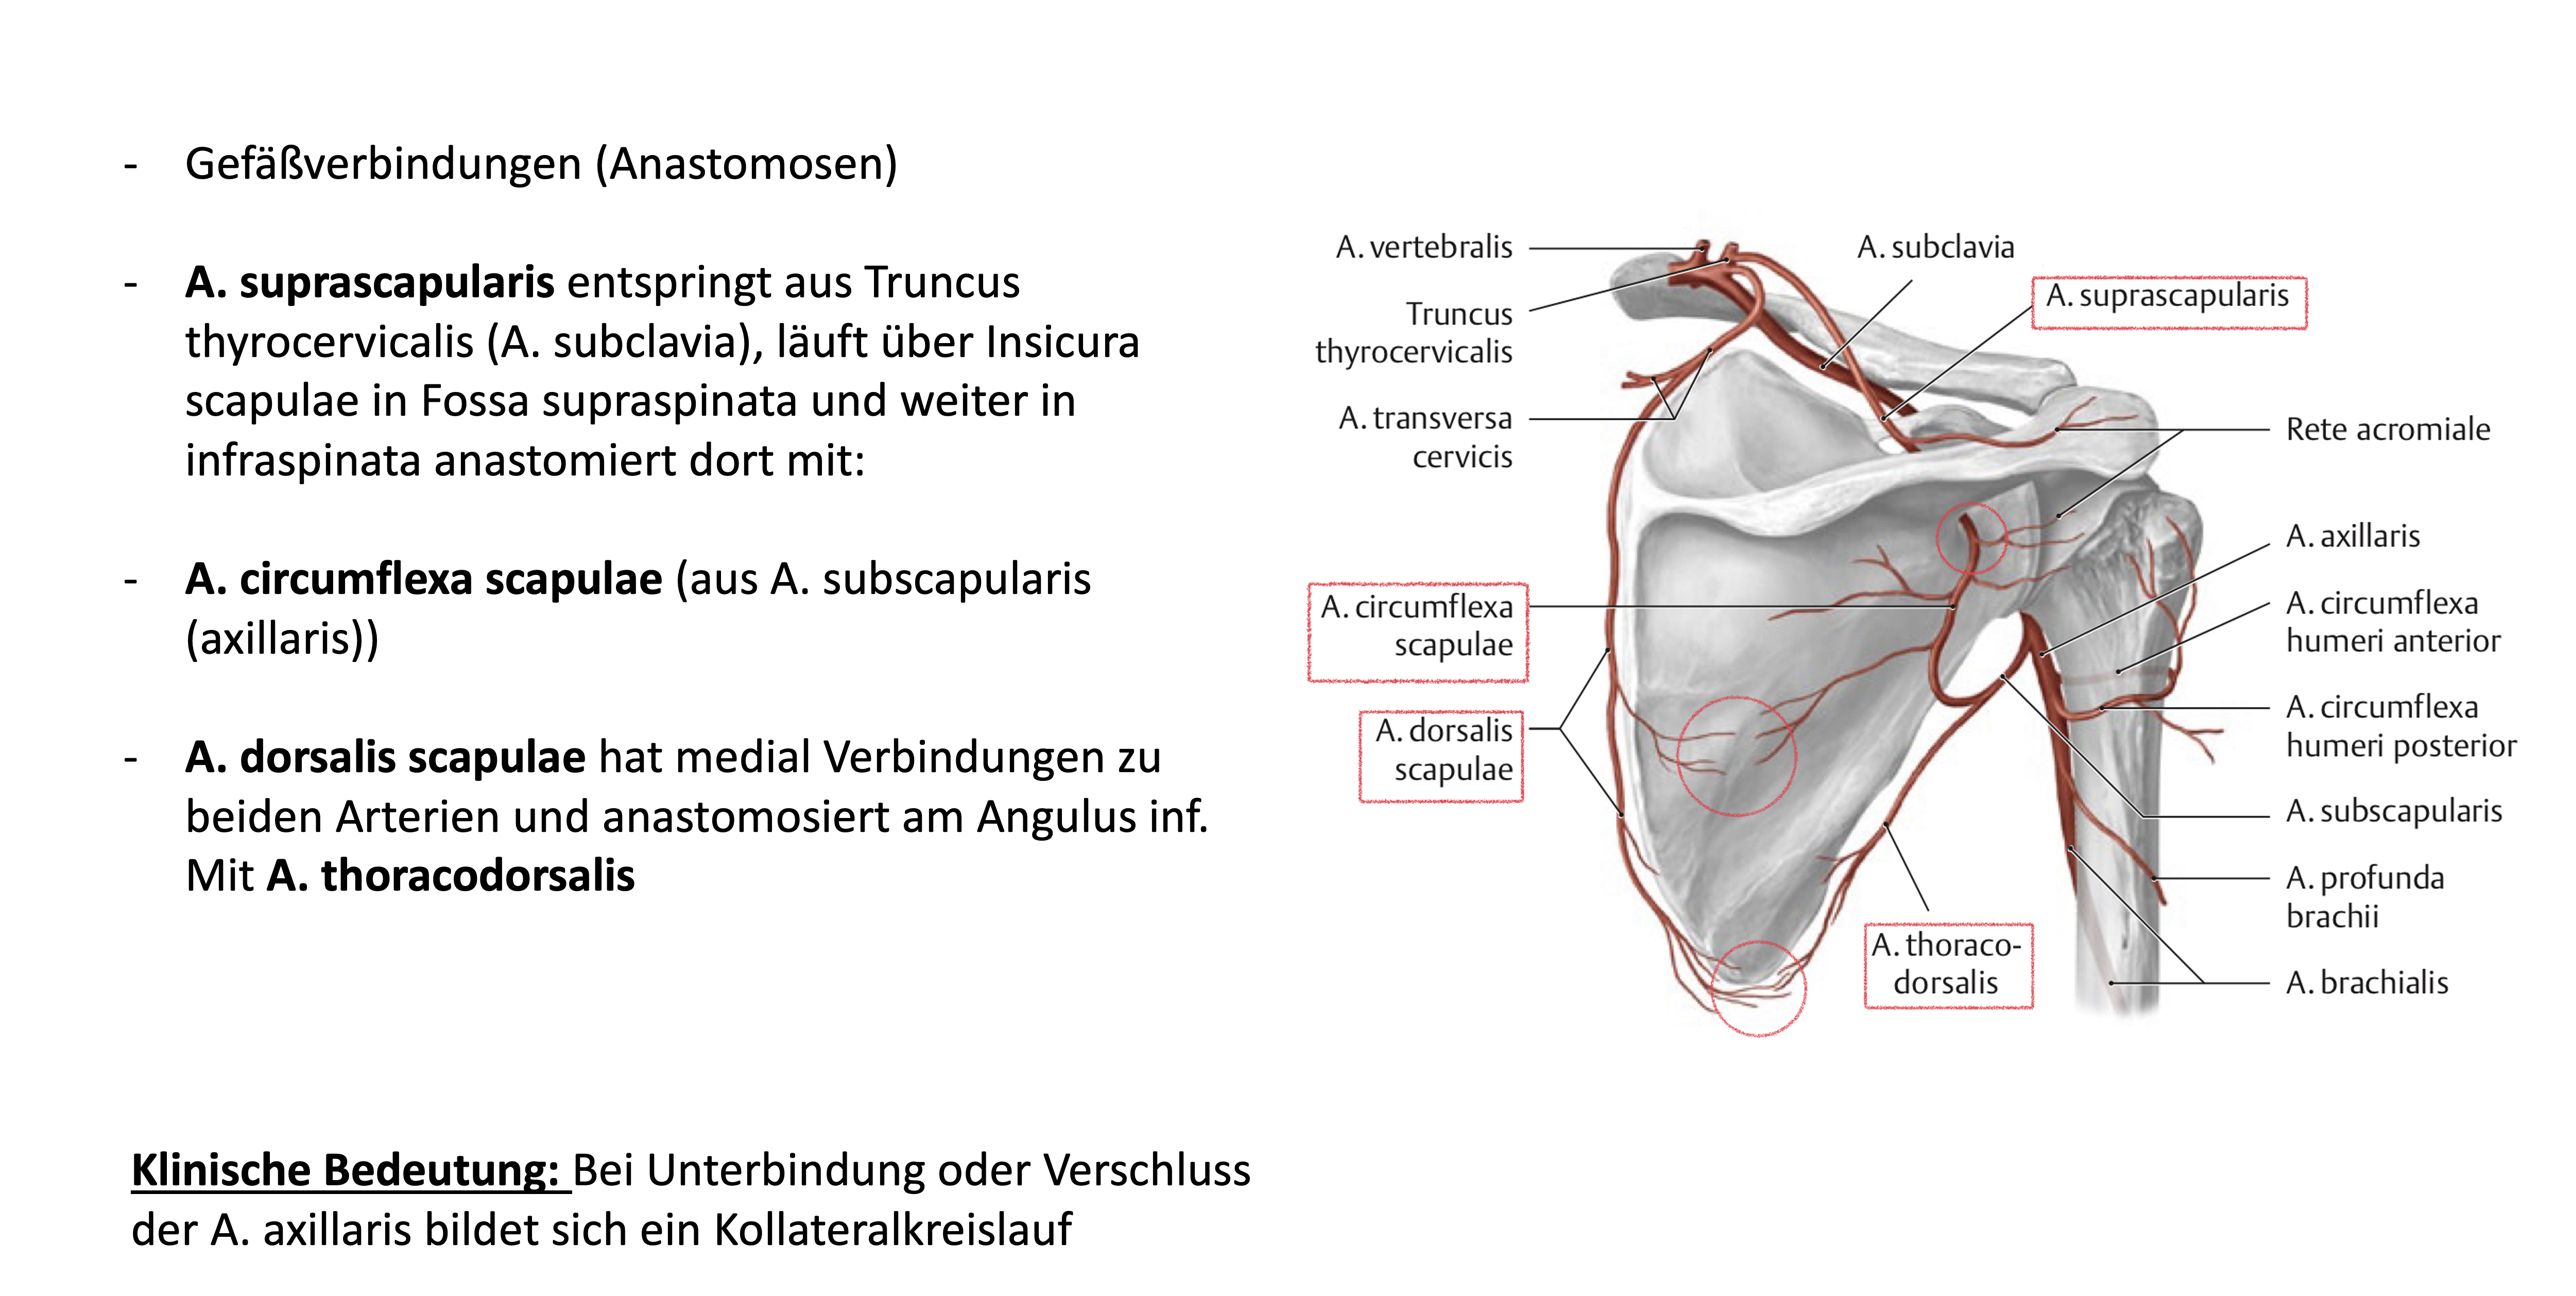 - Gefäßverbindungen (Anastomosen)
- A. suprascapularis entspringt aus Truncus
thyrocervicalis (A. subclavia), läuft über Insicura
scapulae in Fossa supraspinata und weiter in
infraspinata anastomiert dort mit:
- A. circumflexa scapulae (aus A. subscapularis
(axillaris))
- A. dorsalis scapulae hat medial Verbindungen zu
beiden Arterien und anastomosiert am Angulus inf.
Mit A. thoracodorsalis
Klinische Bedeutung: Bei Unterbindung oder Verschluss
der A. axillaris bildet sich ein Kollateralkreislauf
A. vertebralis
Truncus
thyrocervicalis
A. transversa
cervicis
A. circumflexa
scapulae
A. dorsalis
scapulae
A. subclavia
A. suprascapularis
Rete acromiale
A. axillaris
A. circumflexa
humeri anterior
A. circumflexa
humeri posterior
A. subscapularis
A. profunda
brachii
A. brachialis
A. thoraco-
dorsalis